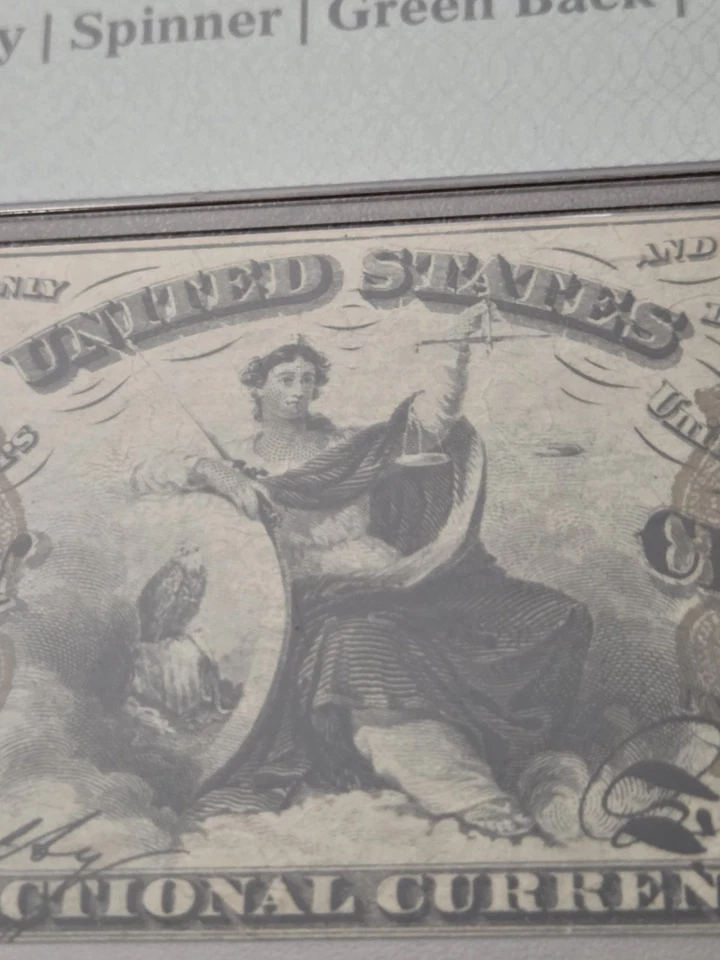 y | Spinner | Green Back |
NLY
AND
UNITED STATES
CTIONAL CURREN